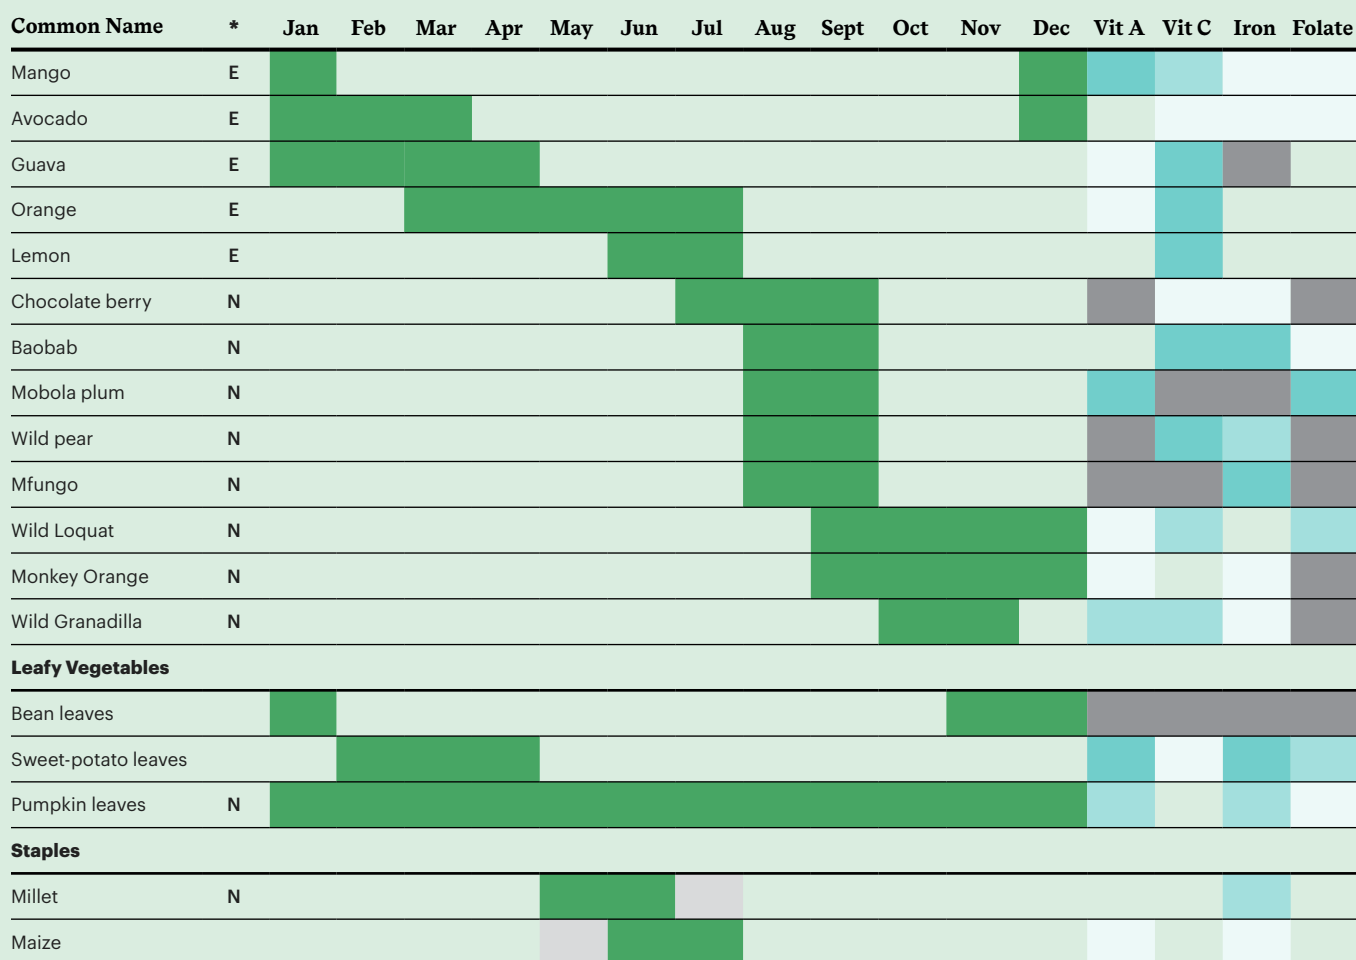 Common Name * Jan Feb Mar Apr May Jun Jul Aug Sept Oct Nov Dec Vit A Vit C Iron Folate
Mango E
Avocado E
Guava E
Orange E
Lemon E
Chocolate berry N
Baobab N
Mobola plum N
Wild pear N
Mfungo N
Wild Loquat N
Monkey Orange N
Wild Granadilla N
Leafy Vegetables
Bean leaves
Sweet-potato leaves
Pumpkin leaves N
Staples
Millet N
Maize